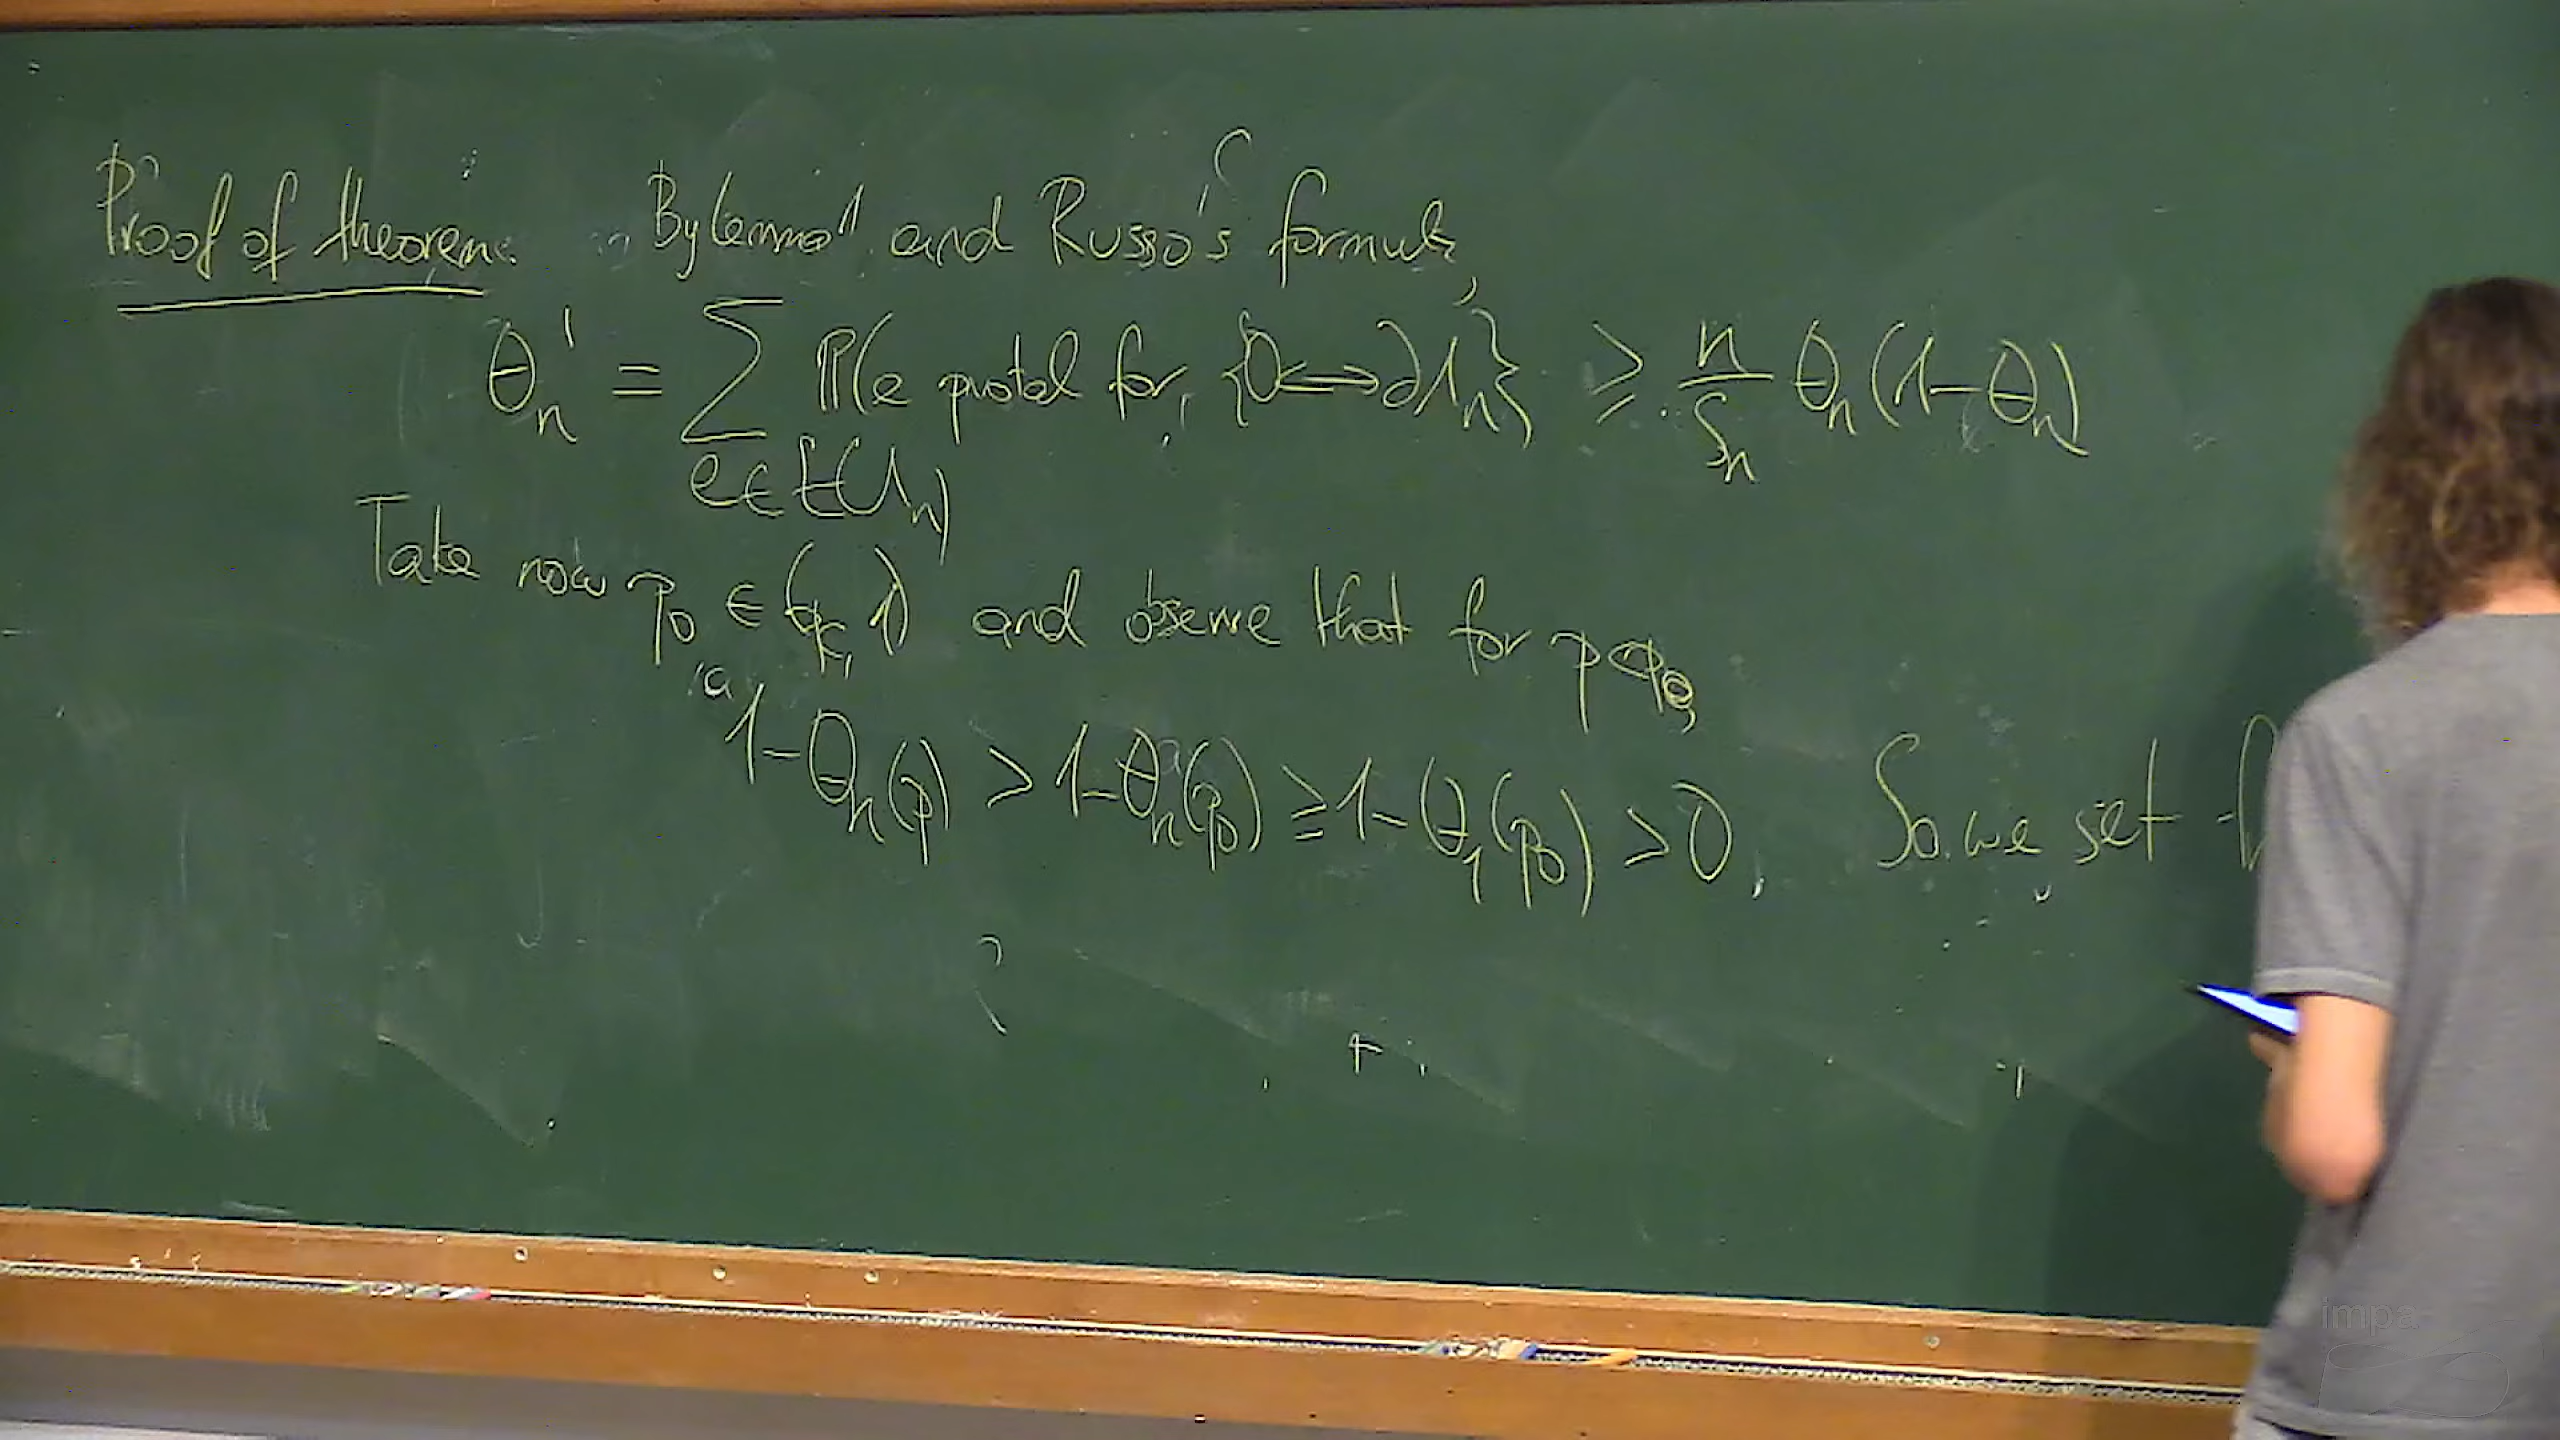 Proof of theorem. By Lemma 1 and Russo's formula,
θ'ₙ = ∑ ℙ(e pivotal for {0 ⟷ ∂Λₙ} ≥ n/Sₙ θₙ(1-θₙ)
e∈E(Λₙ)
Take now p₀ ∈ (p_c, 1) and observe that for p<p₀,
1-θₙ(p) > 1-θₙ(p₀) ≥ 1-θ₁(p₀) > 0, So we set
impa